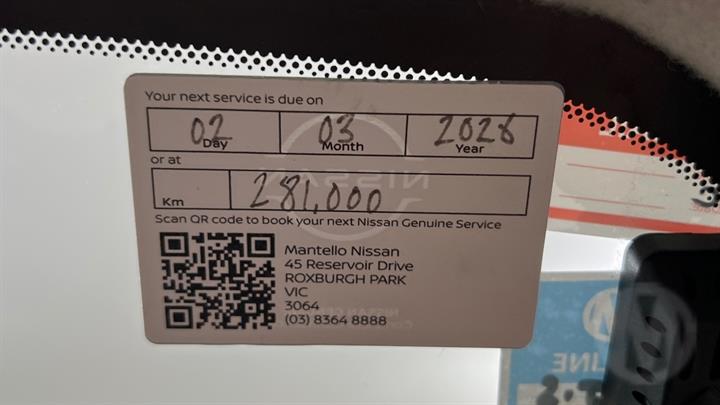 Your next service is due on
02 03 2026
Day Month Year
or at
Km 281,000
Scan QR code to book your next Nissan Genuine Service
Mantello Nissan
45 Reservoir Drive
ROXBURGH PARK
VIC
3064
(03) 8364 8888